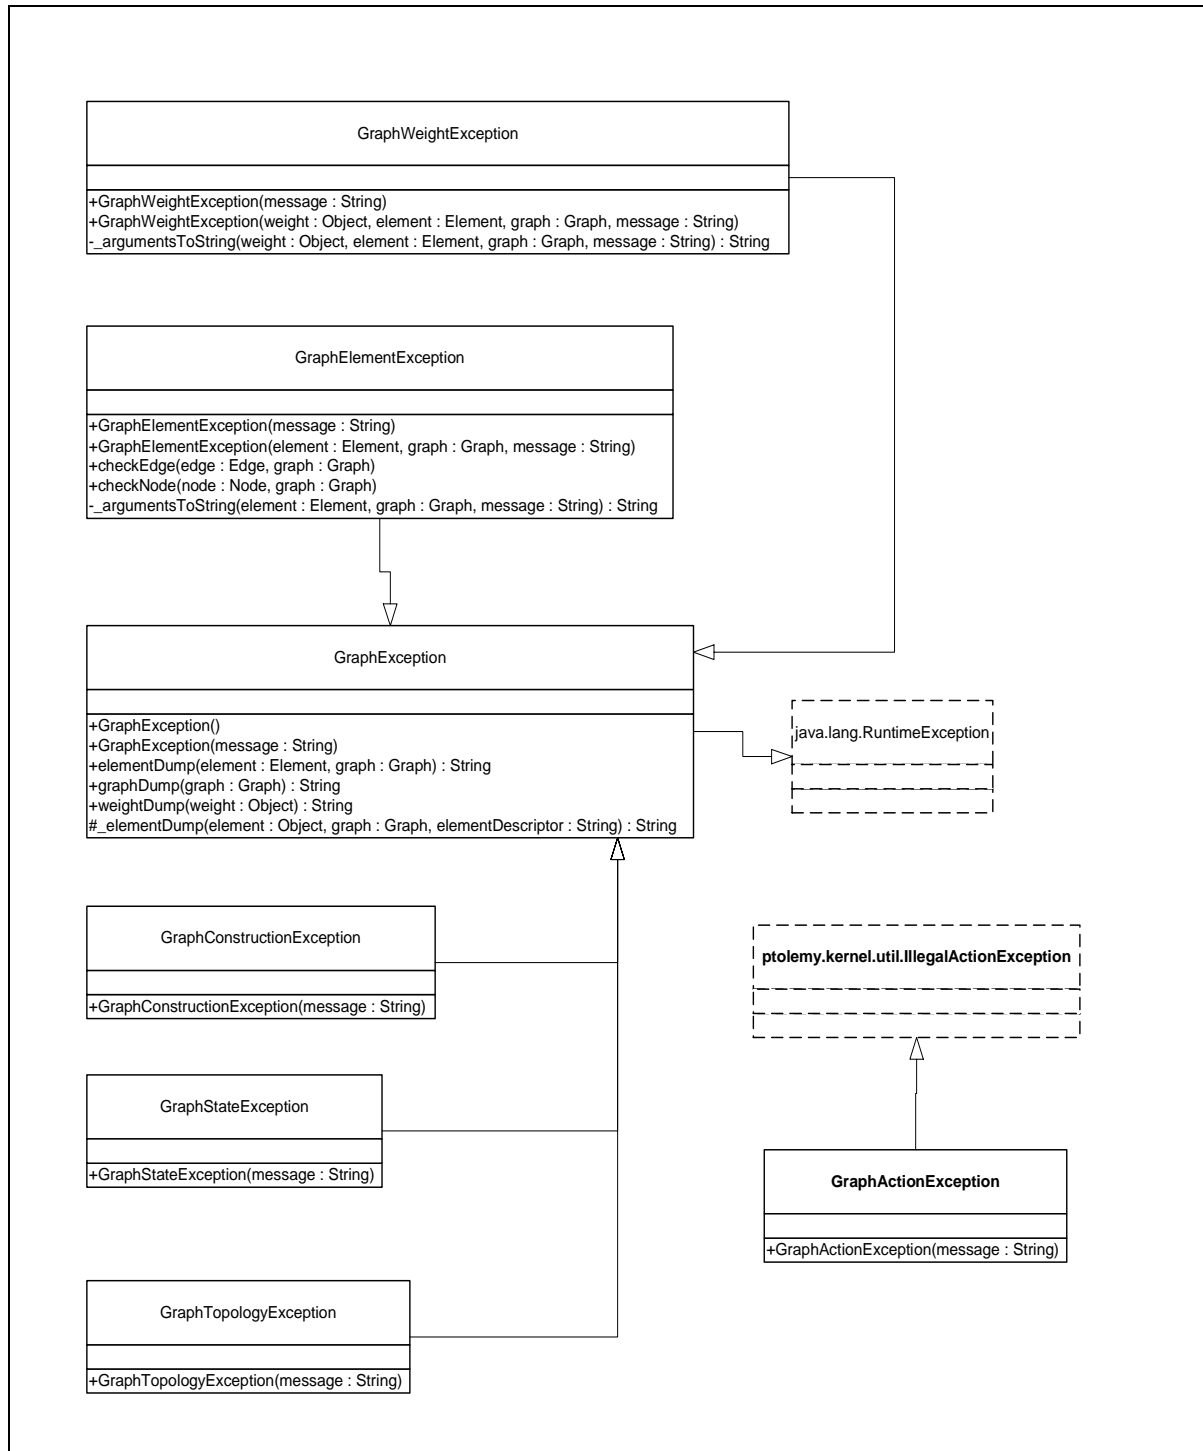 GraphWeightException
+GraphWeightException(message : String)
+GraphWeightException(weight : Object, element : Element, graph : Graph, message : String)
-_argumentsToString(weight : Object, element : Element, graph : Graph, message : String) : String
GraphElementException
+GraphElementException(message : String)
+GraphElementException(element : Element, graph : Graph, message : String)
+checkEdge(edge : Edge, graph : Graph)
+checkNode(node : Node, graph : Graph)
-_argumentsToString(element : Element, graph : Graph, message : String) : String
GraphException
+GraphException()
+GraphException(message : String)
+elementDump(element : Element, graph : Graph) : String
+graphDump(graph : Graph) : String
+weightDump(weight : Object) : String
#_elementDump(element : Object, graph : Graph, elementDescriptor : String) : String
java.lang.RuntimeException
GraphConstructionException
+GraphConstructionException(message : String)
ptolemy.kernel.util.IllegalActionException
GraphStateException
+GraphStateException(message : String)
GraphActionException
+GraphActionException(message : String)
GraphTopologyException
+GraphTopologyException(message : String)